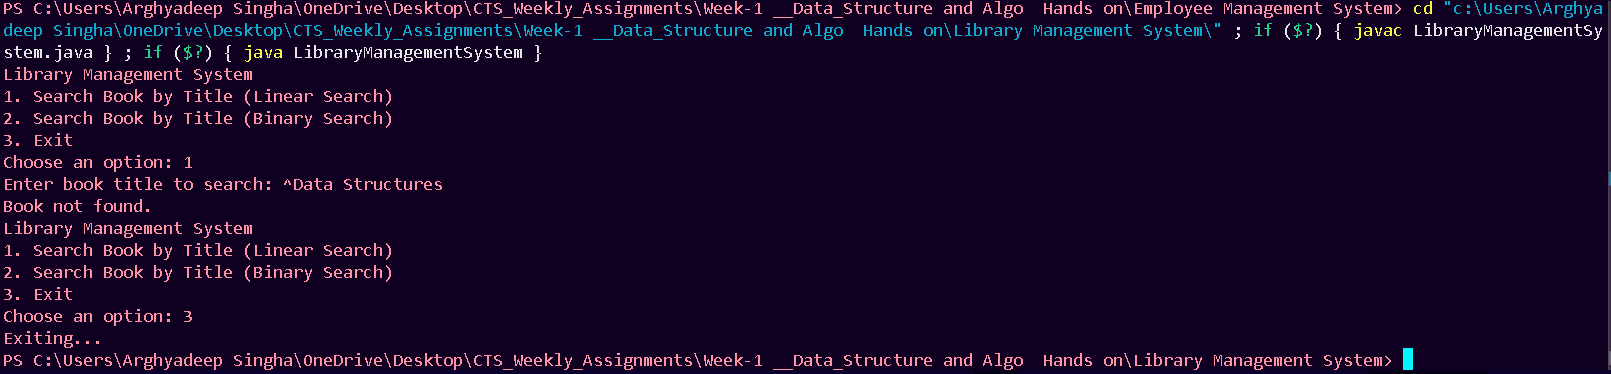 PS C:\Users\Arghyadeep Singha\OneDrive\Desktop\CTS_Weekly_Assignments\Week-1 __Data_Structure and Algo  Hands on\Employee Management System> cd "c:\Users\Arghya
deep Singha\OneDrive\Desktop\CTS_Weekly_Assignments\Week-1 __Data_Structure and Algo  Hands on\Library Management System\" ; if ($?) { javac LibraryManagementSy
stem.java } ; if ($?) { java LibraryManagementSystem }
Library Management System
1. Search Book by Title (Linear Search)
2. Search Book by Title (Binary Search)
3. Exit
Choose an option: 1
Enter book title to search: ^Data Structures
Book not found.
Library Management System
1. Search Book by Title (Linear Search)
2. Search Book by Title (Binary Search)
3. Exit
Choose an option: 3
Exiting...
PS C:\Users\Arghyadeep Singha\OneDrive\Desktop\CTS_Weekly_Assignments\Week-1 __Data_Structure and Algo  Hands on\Library Management System>